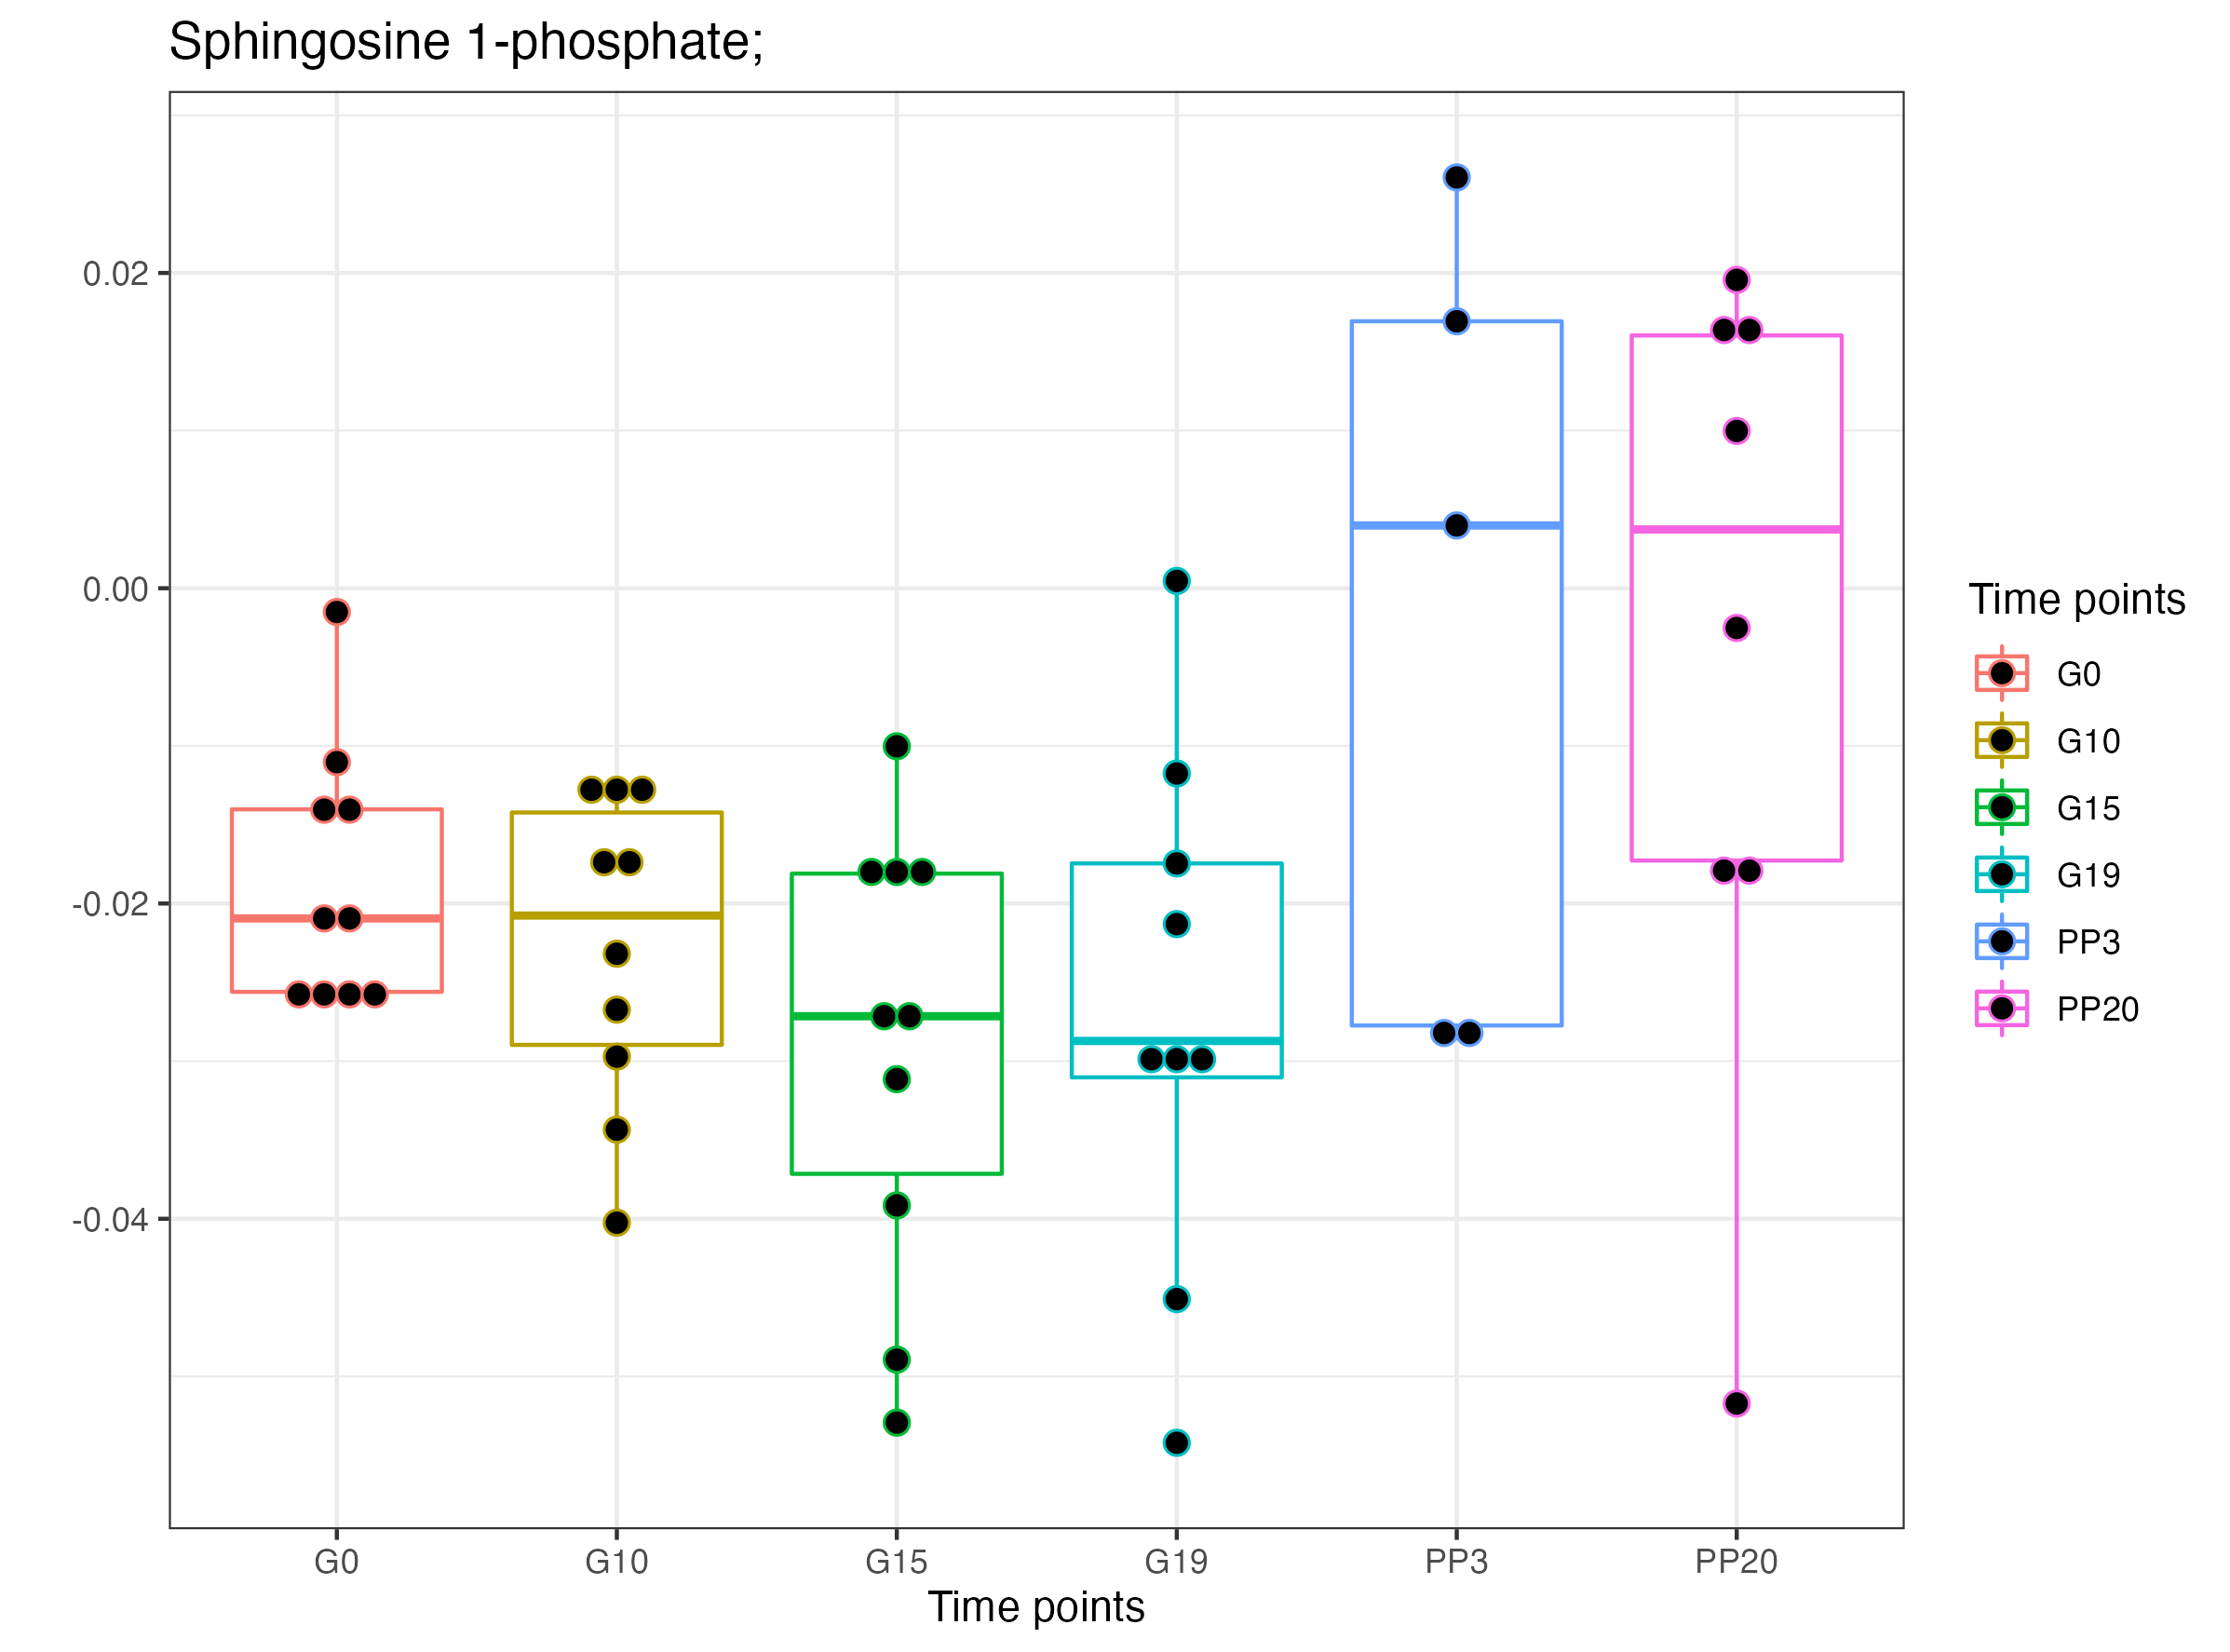 Sphingosine 1-phosphate;
0.02
0.00
-0.02
-0.04
G0 G10 G15 G19 PP3 PP20
Time points
Time points
G0
G10
G15
G19
PP3
PP20